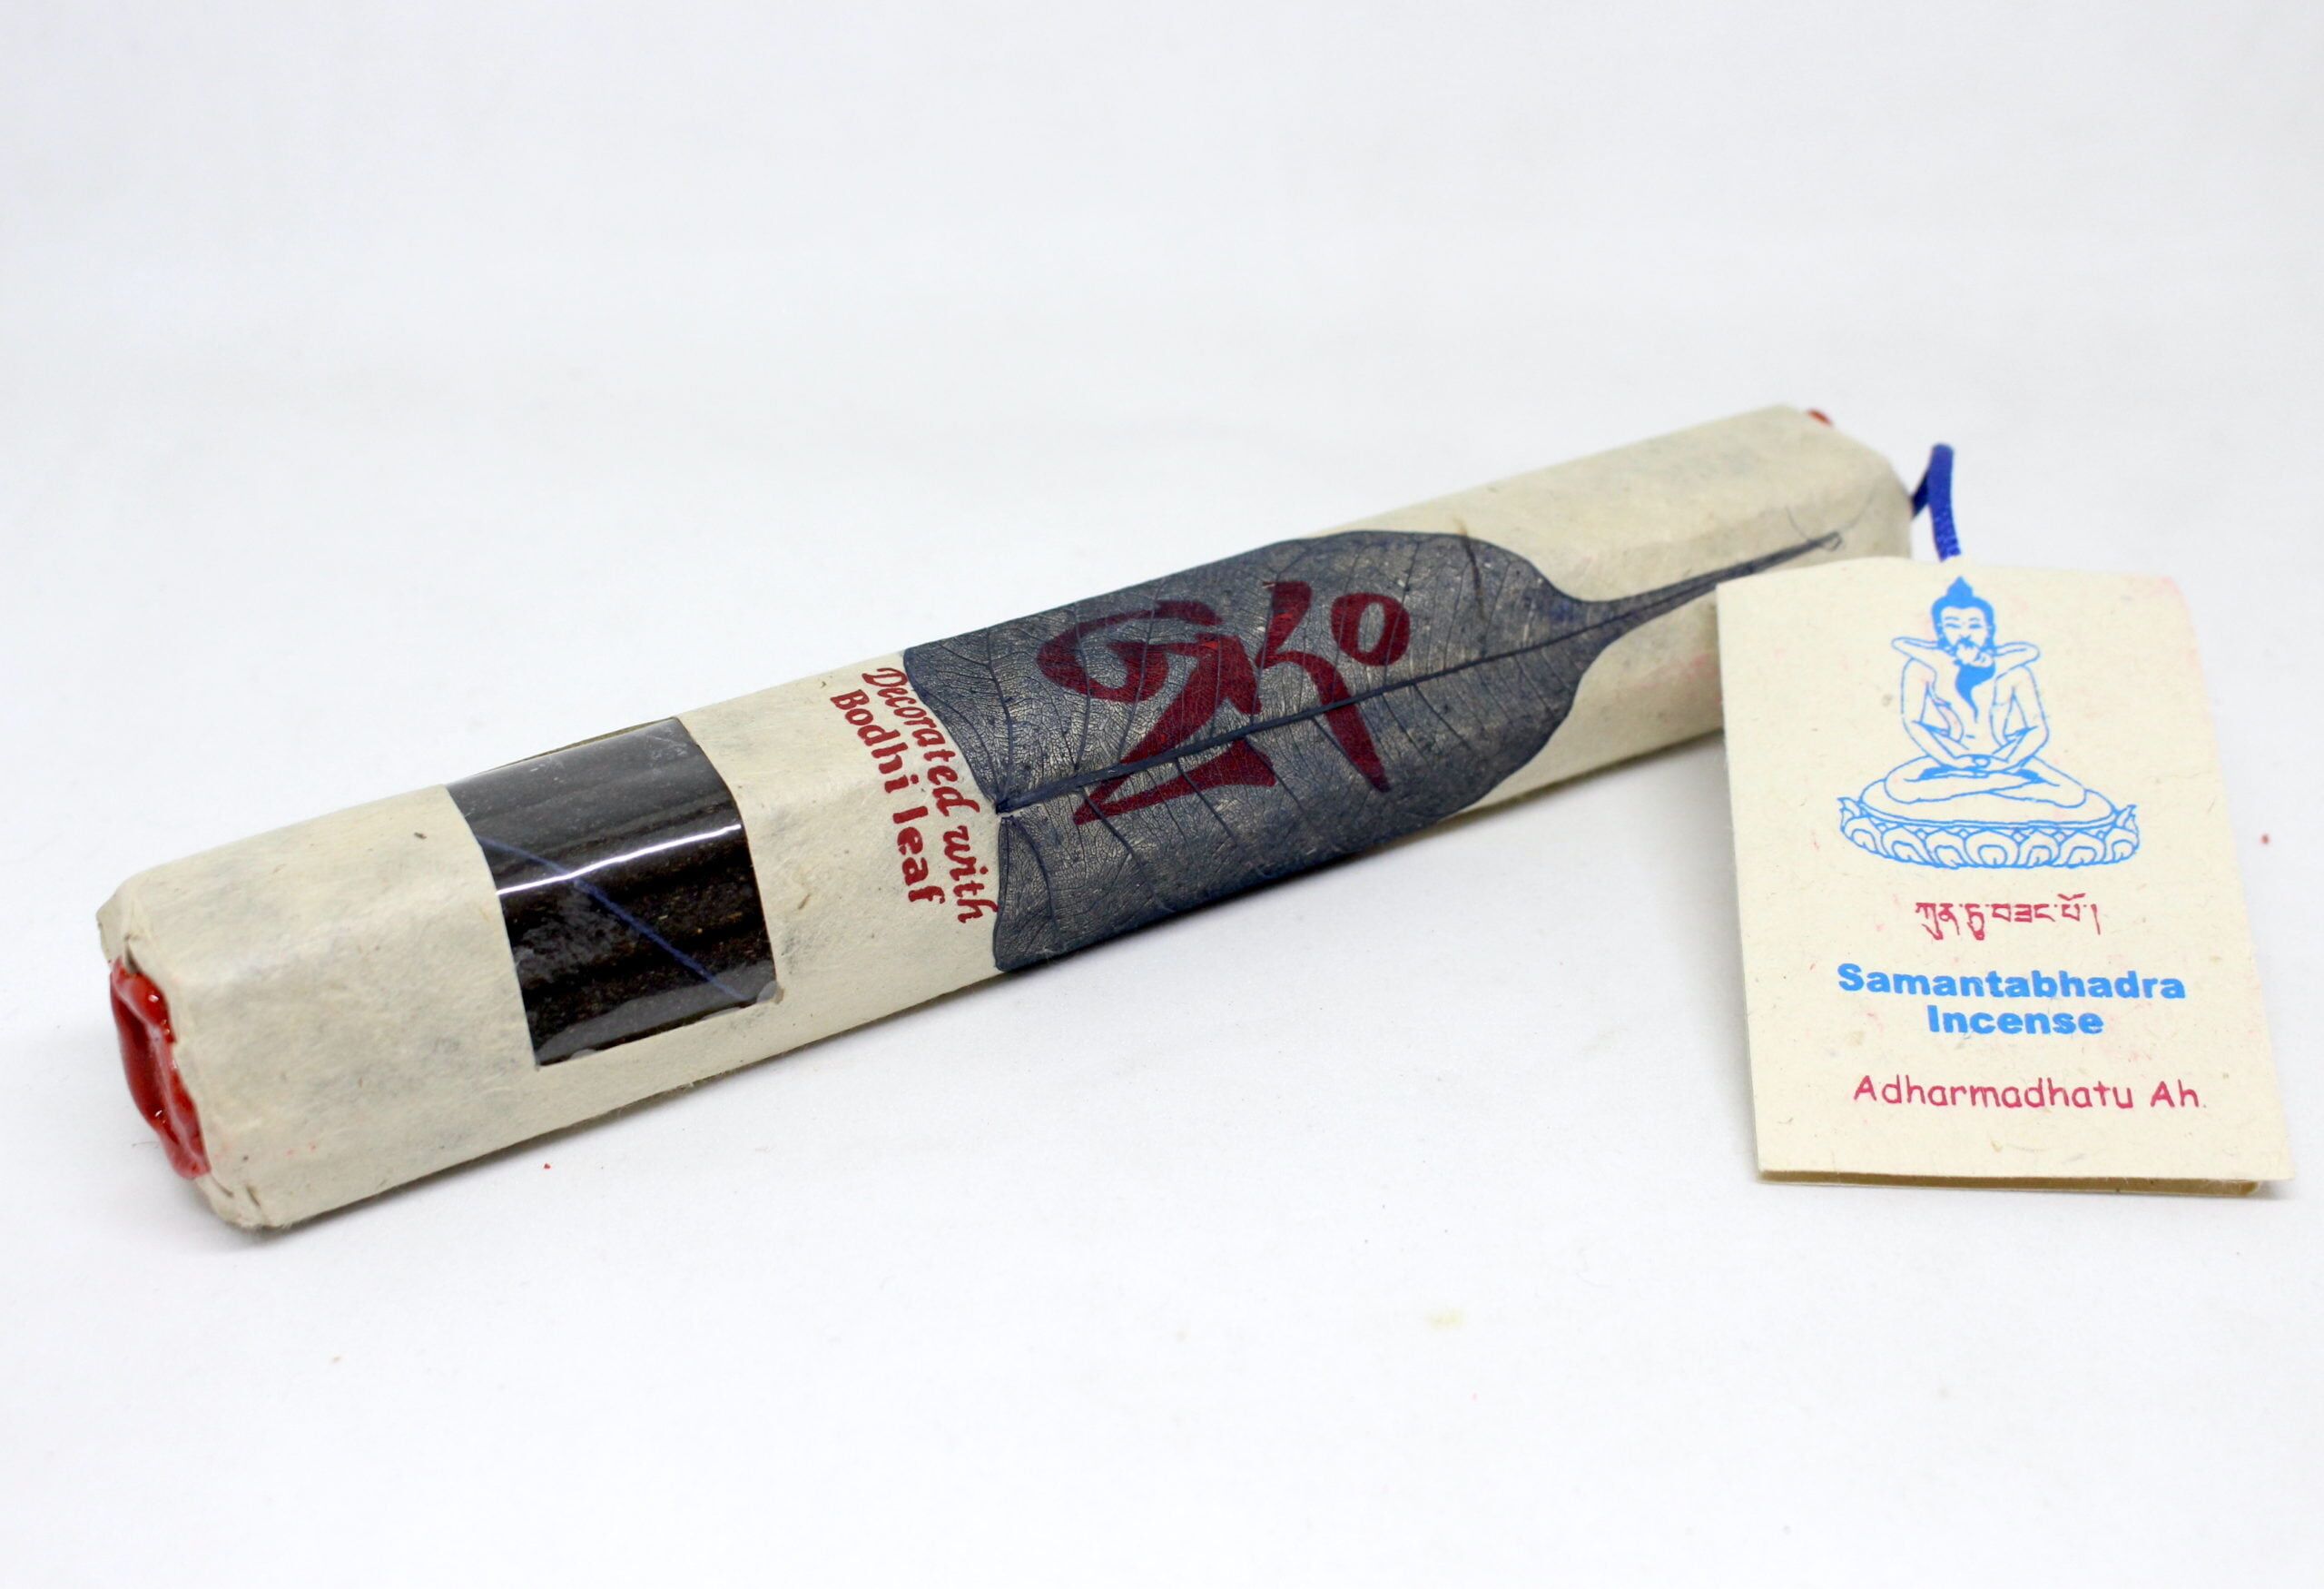 Decorated with
Bodhi leaf
ཀུན་ཏུ་བཟང་པོ།
Samantabhadra
Incense
Adharmadhatu Ah.